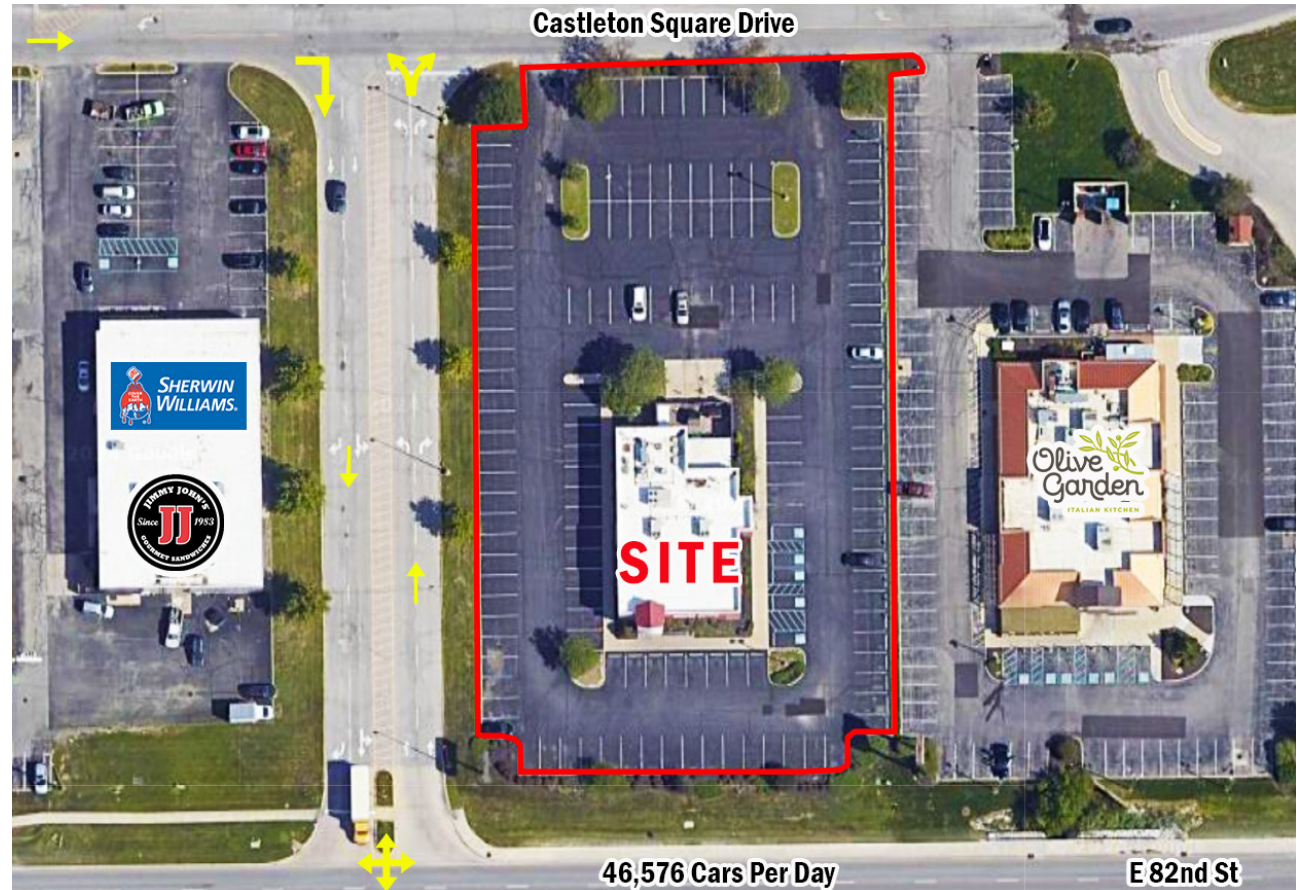 Castleton Square Drive
SHERWIN
WILLIAMS.
JIMMY JOHN'S
Since JJ 1983
GOURMET SANDWICHES
SITE
Olive
Garden
ITALIAN KITCHEN
46,576 Cars Per Day
E 82nd St